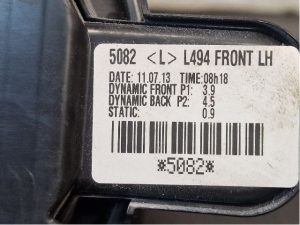 5082 <L> L494 FRONT LH
DATE: 11.07.13 TIME:08h18
DYNAMIC FRONT P1: 3.9
DYNAMIC BACK P2: 4.5
STATIC: 0.9
*5082*